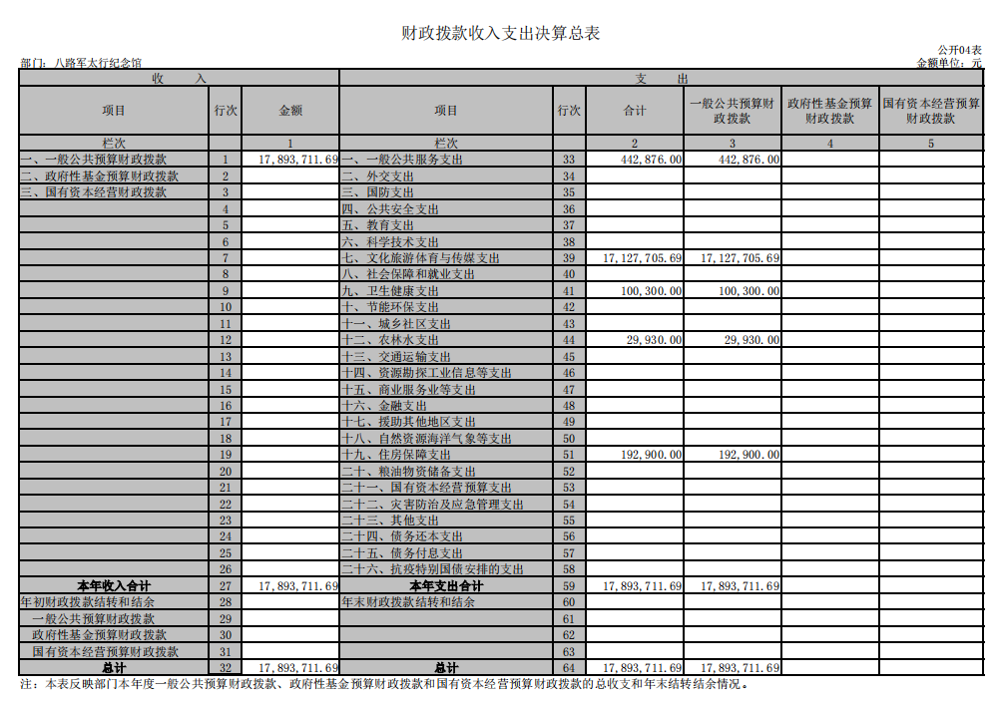 财政拨款收入支出决算总表
公开04表
部门：八路军太行纪念馆 金额单位：元
收 入 支 出
项目 行次 金额 项目 行次 合计 一般公共预算财政拨款 政府性基金预算财政拨款 国有资本经营预算财政拨款
栏次 1 栏次 2 3 4 5
一、一般公共预算财政拨款 1 17,893,711.69 一、一般公共服务支出 33 442,876.00 442,876.00
二、政府性基金预算财政拨款 2 二、外交支出 34
三、国有资本经营财政拨款 3 三、国防支出 35
4 四、公共安全支出 36
5 五、教育支出 37
6 六、科学技术支出 38
7 七、文化旅游体育与传媒支出 39 17,127,705.69 17,127,705.69
8 八、社会保障和就业支出 40
9 九、卫生健康支出 41 100,300.00 100,300.00
10 十、节能环保支出 42
11 十一、城乡社区支出 43
12 十二、农林水支出 44 29,930.00 29,930.00
13 十三、交通运输支出 45
14 十四、资源勘探工业信息等支出 46
15 十五、商业服务业等支出 47
16 十六、金融支出 48
17 十七、援助其他地区支出 49
18 十八、自然资源海洋气象等支出 50
19 十九、住房保障支出 51 192,900.00 192,900.00
20 二十、粮油物资储备支出 52
21 二十一、国有资本经营预算支出 53
22 二十二、灾害防治及应急管理支出 54
23 二十三、其他支出 55
24 二十四、债务还本支出 56
25 二十五、债务付息支出 57
26 二十六、抗疫特别国债安排的支出 58
本年收入合计 27 17,893,711.69 本年支出合计 59 17,893,711.69 17,893,711.69
年初财政拨款结转和结余 28 年末财政拨款结转和结余 60
一般公共预算财政拨款 29 61
政府性基金预算财政拨款 30 62
国有资本经营预算财政拨款 31 63
总计 32 17,893,711.69 总计 64 17,893,711.69 17,893,711.69
注：本表反映部门本年度一般公共预算财政拨款、政府性基金预算财政拨款和国有资本经营预算财政拨款的总收支和年末结转结余情况。